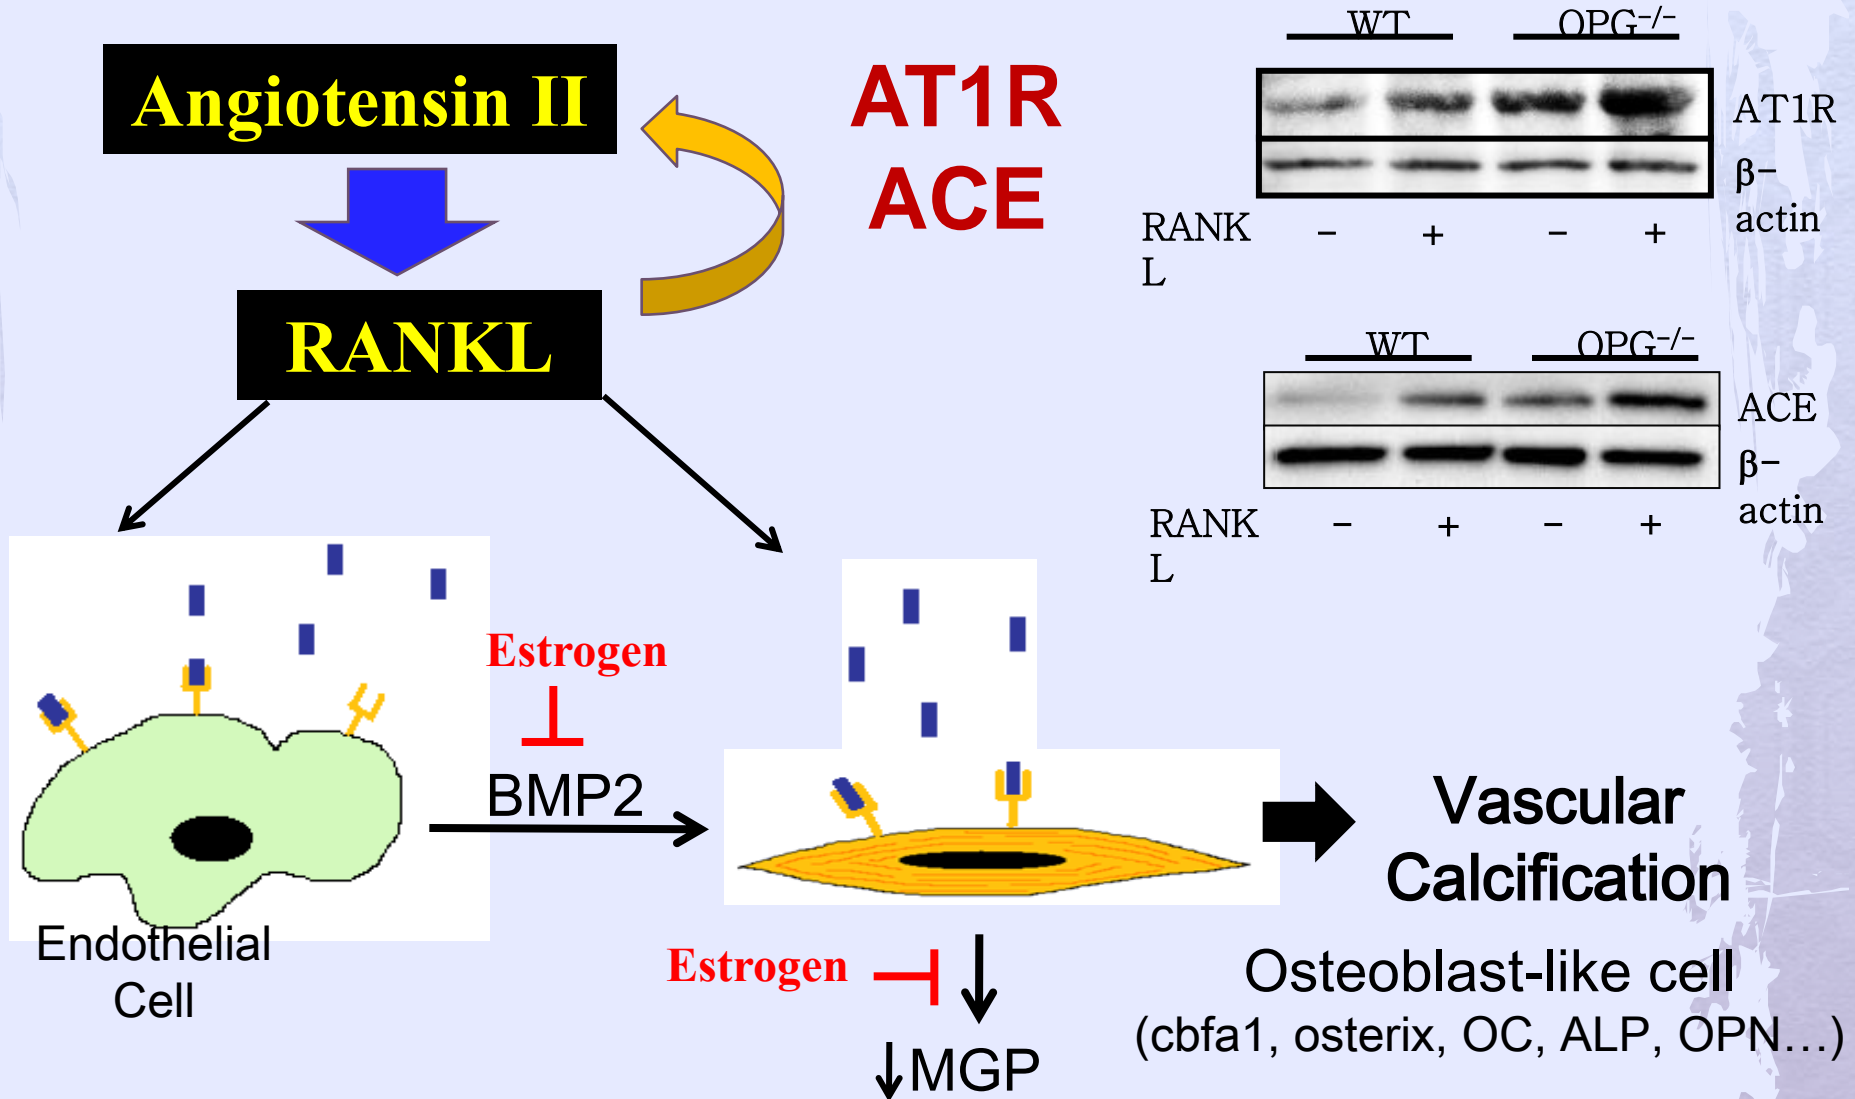 Angiotensin II
RANKL
AT1R
ACE
WT OPG⁻/⁻
AT1R
β-
actin
RANK
L
- + - +
WT OPG⁻/⁻
ACE
β-
actin
RANK
L
- + - +
Estrogen
BMP2
Endothelial
Cell
Estrogen
↓MGP
Vascular
Calcification
Osteoblast-like cell
(cbfa1, osterix, OC, ALP, OPN…)